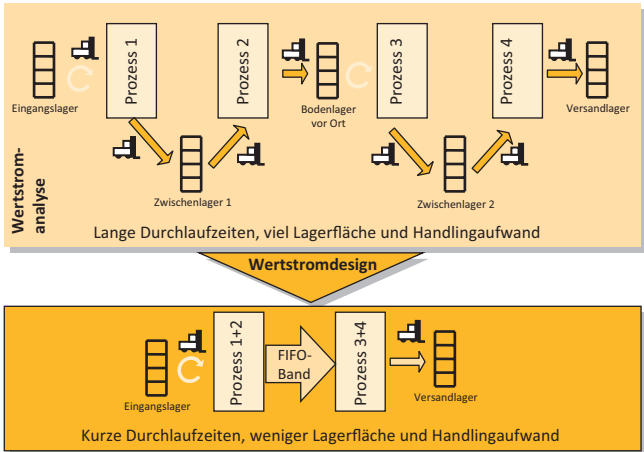 Prozess 1
Prozess 2
Prozess 3
Prozess 4
Eingangslager
Bodenlager
vor Ort
Versandlager
Zwischenlager 1
Zwischenlager 2
Wertstrom-
analyse
Lange Durchlaufzeiten, viel Lagerfläche und Handlingaufwand
Wertstromdesign
Prozess 1+2
FIFO-
Band
Prozess 3+4
Eingangslager
Versandlager
Kurze Durchlaufzeiten, weniger Lagerfläche und Handlingaufwand